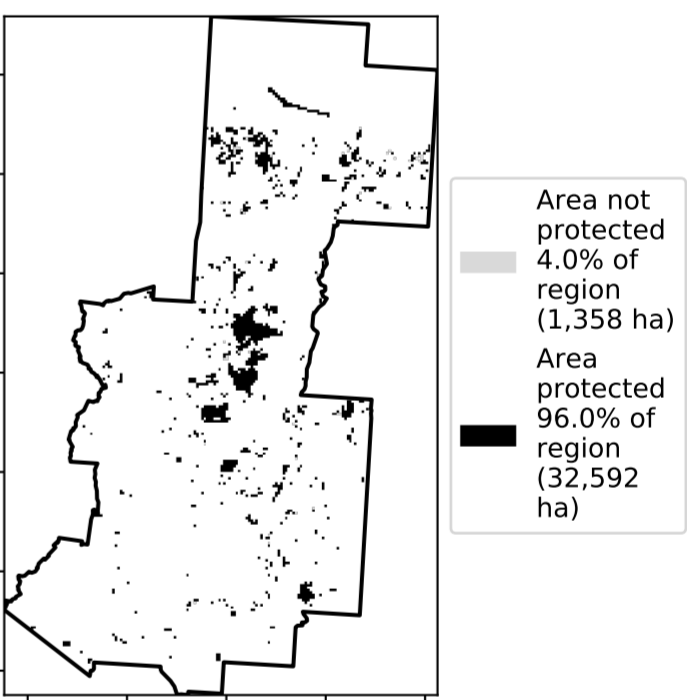 Area not
protected
4.0% of
region
(1,358 ha)
Area
protected
96.0% of
region
(32,592
ha)